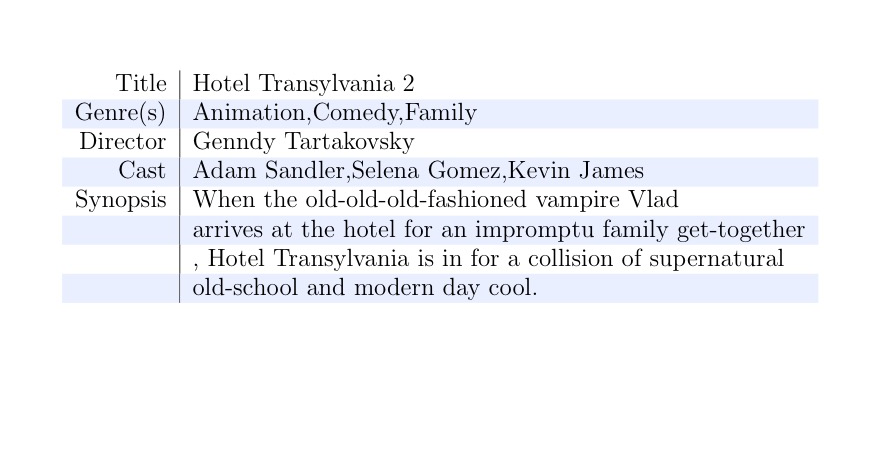 Title Hotel Transylvania 2
Genre(s) Animation,Comedy,Family
Director Genndy Tartakovsky
Cast Adam Sandler,Selena Gomez,Kevin James
Synopsis When the old-old-old-fashioned vampire Vlad
arrives at the hotel for an impromptu family get-together
, Hotel Transylvania is in for a collision of supernatural
old-school and modern day cool.